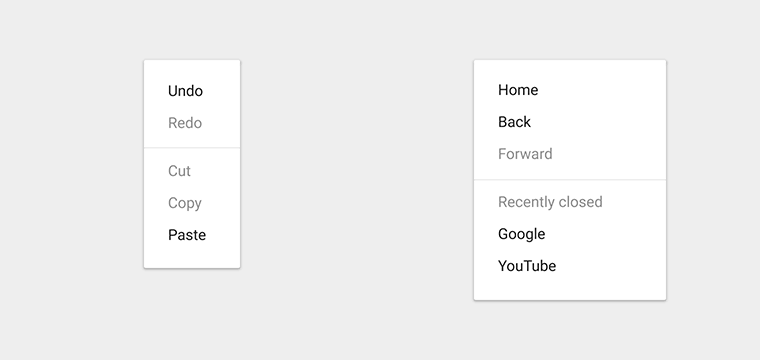 Undo
Redo
Cut
Copy
Paste
Home
Back
Forward
Recently closed
Google
YouTube